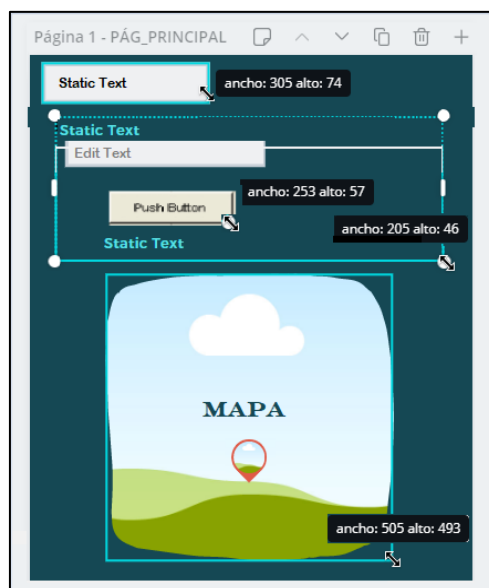 Página 1 - PÁG_PRINCIPAL
Static Text
ancho: 305 alto: 74
Static Text
Edit Text
ancho: 253 alto: 57
Push Button
ancho: 205 alto: 46
Static Text
MAPA
ancho: 505 alto: 493